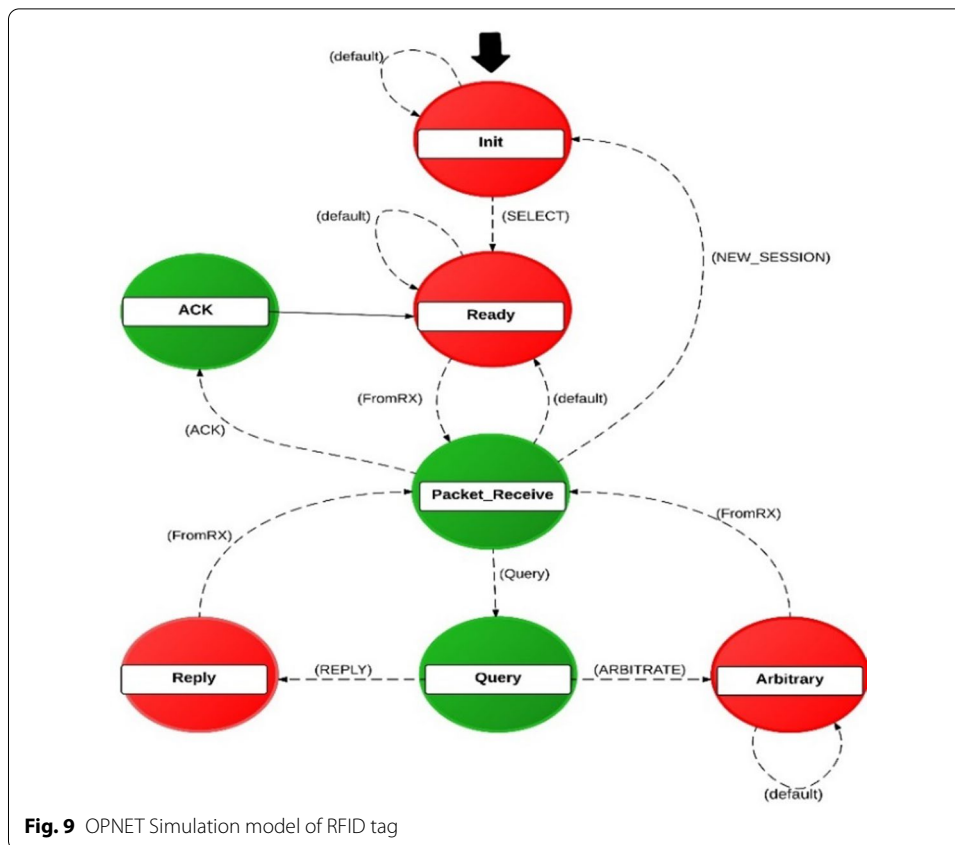 (default)
Init
(SELECT)
(default)
(NEW_SESSION)
ACK
Ready
(FromRX)
(default)
(ACK)
Packet_Receive
(FromRX)
(FromRX)
(Query)
Reply
(REPLY)
Query
(ARBITRATE)
Arbitrary
(default)
Fig. 9 OPNET Simulation model of RFID tag